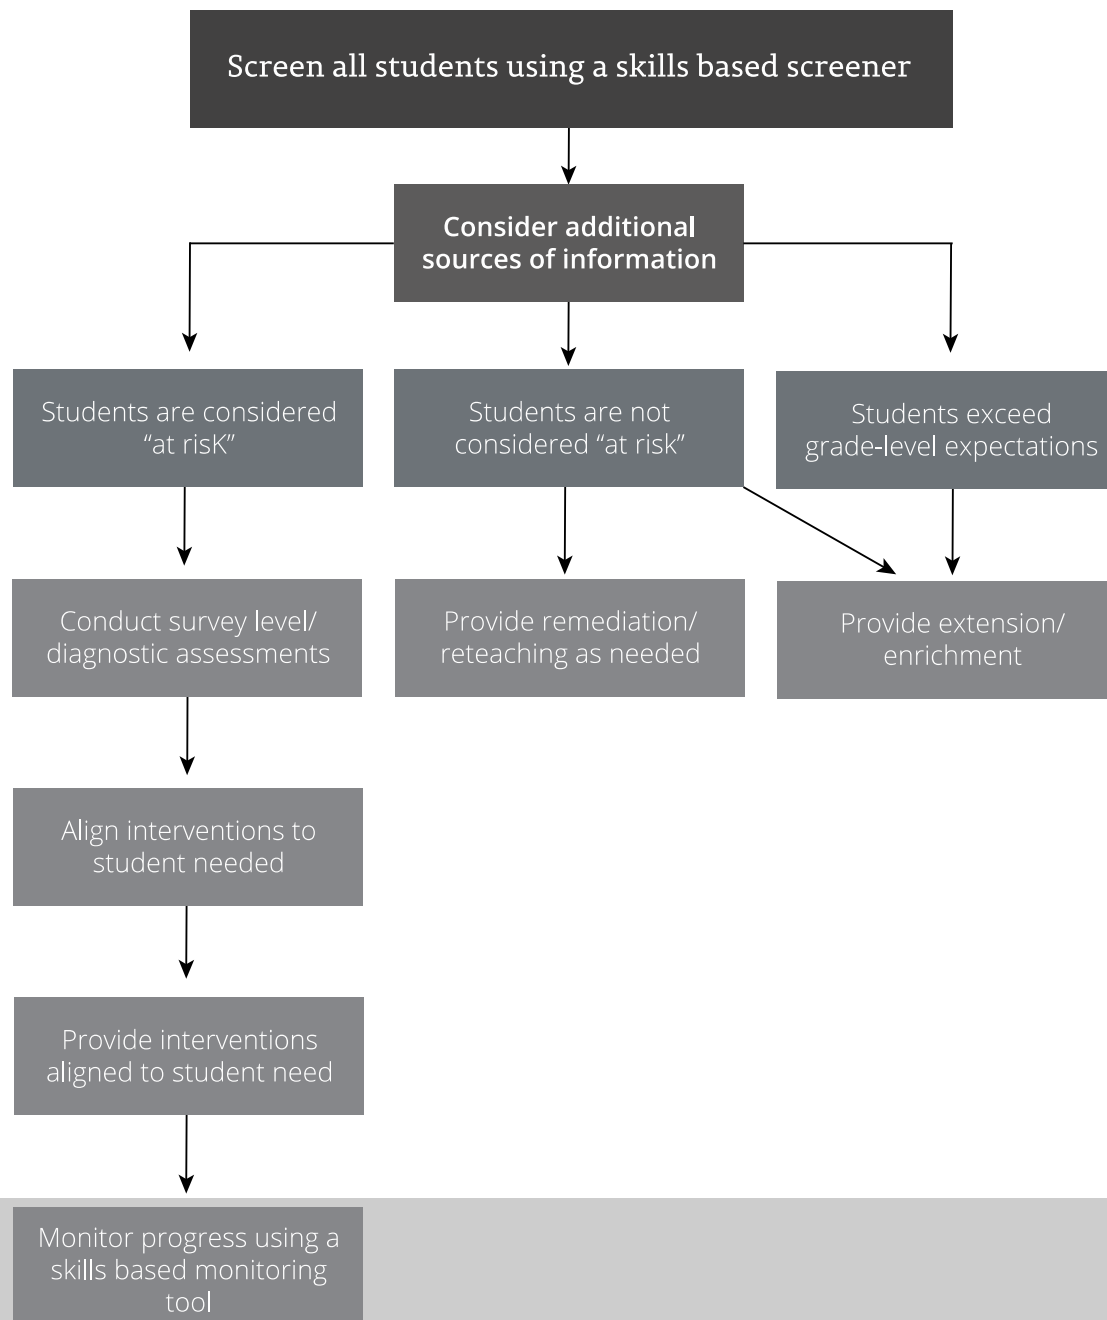 Screen all students using a skills based screener
Consider additional
sources of information
Students are considered
“at risK”
Students are not
considered “at risk”
Students exceed
grade-level expectations
Conduct survey level/
diagnostic assessments
Provide remediation/
reteaching as needed
Provide extension/
enrichment
Align interventions to
student needed
Provide interventions
aligned to student need
Monitor progress using a
skills based monitoring
tool